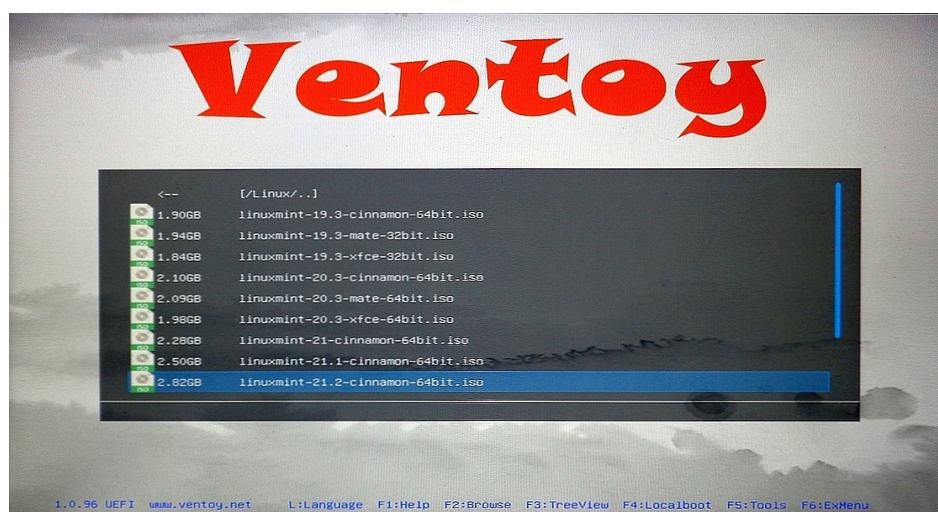 Ventoy
<-- [/Linux/..]
1.90GB linuxmint-19.3-cinnamon-64bit.iso
1.94GB linuxmint-19.3-mate-32bit.iso
1.84GB linuxmint-19.3-xfce-32bit.iso
2.10GB linuxmint-20.3-cinnamon-64bit.iso
2.09GB linuxmint-20.3-mate-64bit.iso
1.98GB linuxmint-20.3-xfce-64bit.iso
2.28GB linuxmint-21-cinnamon-64bit.iso
2.50GB linuxmint-21.1-cinnamon-64bit.iso
2.82GB linuxmint-21.2-cinnamon-64bit.iso
1.0.96 UEFI www.ventoy.net L:Language F1:Help F2:Browse F3:TreeView F4:Localboot F5:Tools F6:ExMenu